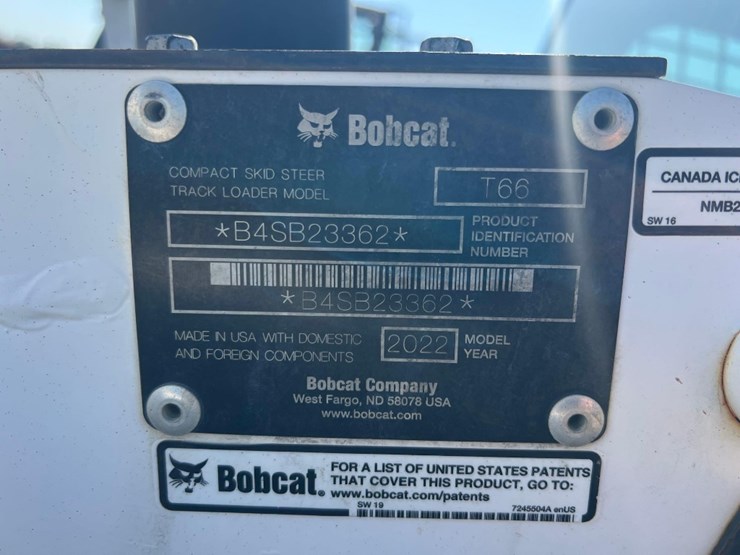 Bobcat.
COMPACT SKID STEER
TRACK LOADER MODEL
T66
*B4SB23362*
PRODUCT
IDENTIFICATION
NUMBER
*B4SB23362*
MADE IN USA WITH DOMESTIC
AND FOREIGN COMPONENTS
2022
MODEL
YEAR
Bobcat Company
West Fargo, ND 58078 USA
www.bobcat.com
CANADA IC
NMB2
SW 16
Bobcat.
FOR A LIST OF UNITED STATES PATENTS
THAT COVER THIS PRODUCT, GO TO:
www.bobcat.com/patents
SW 19
7245504A enUS